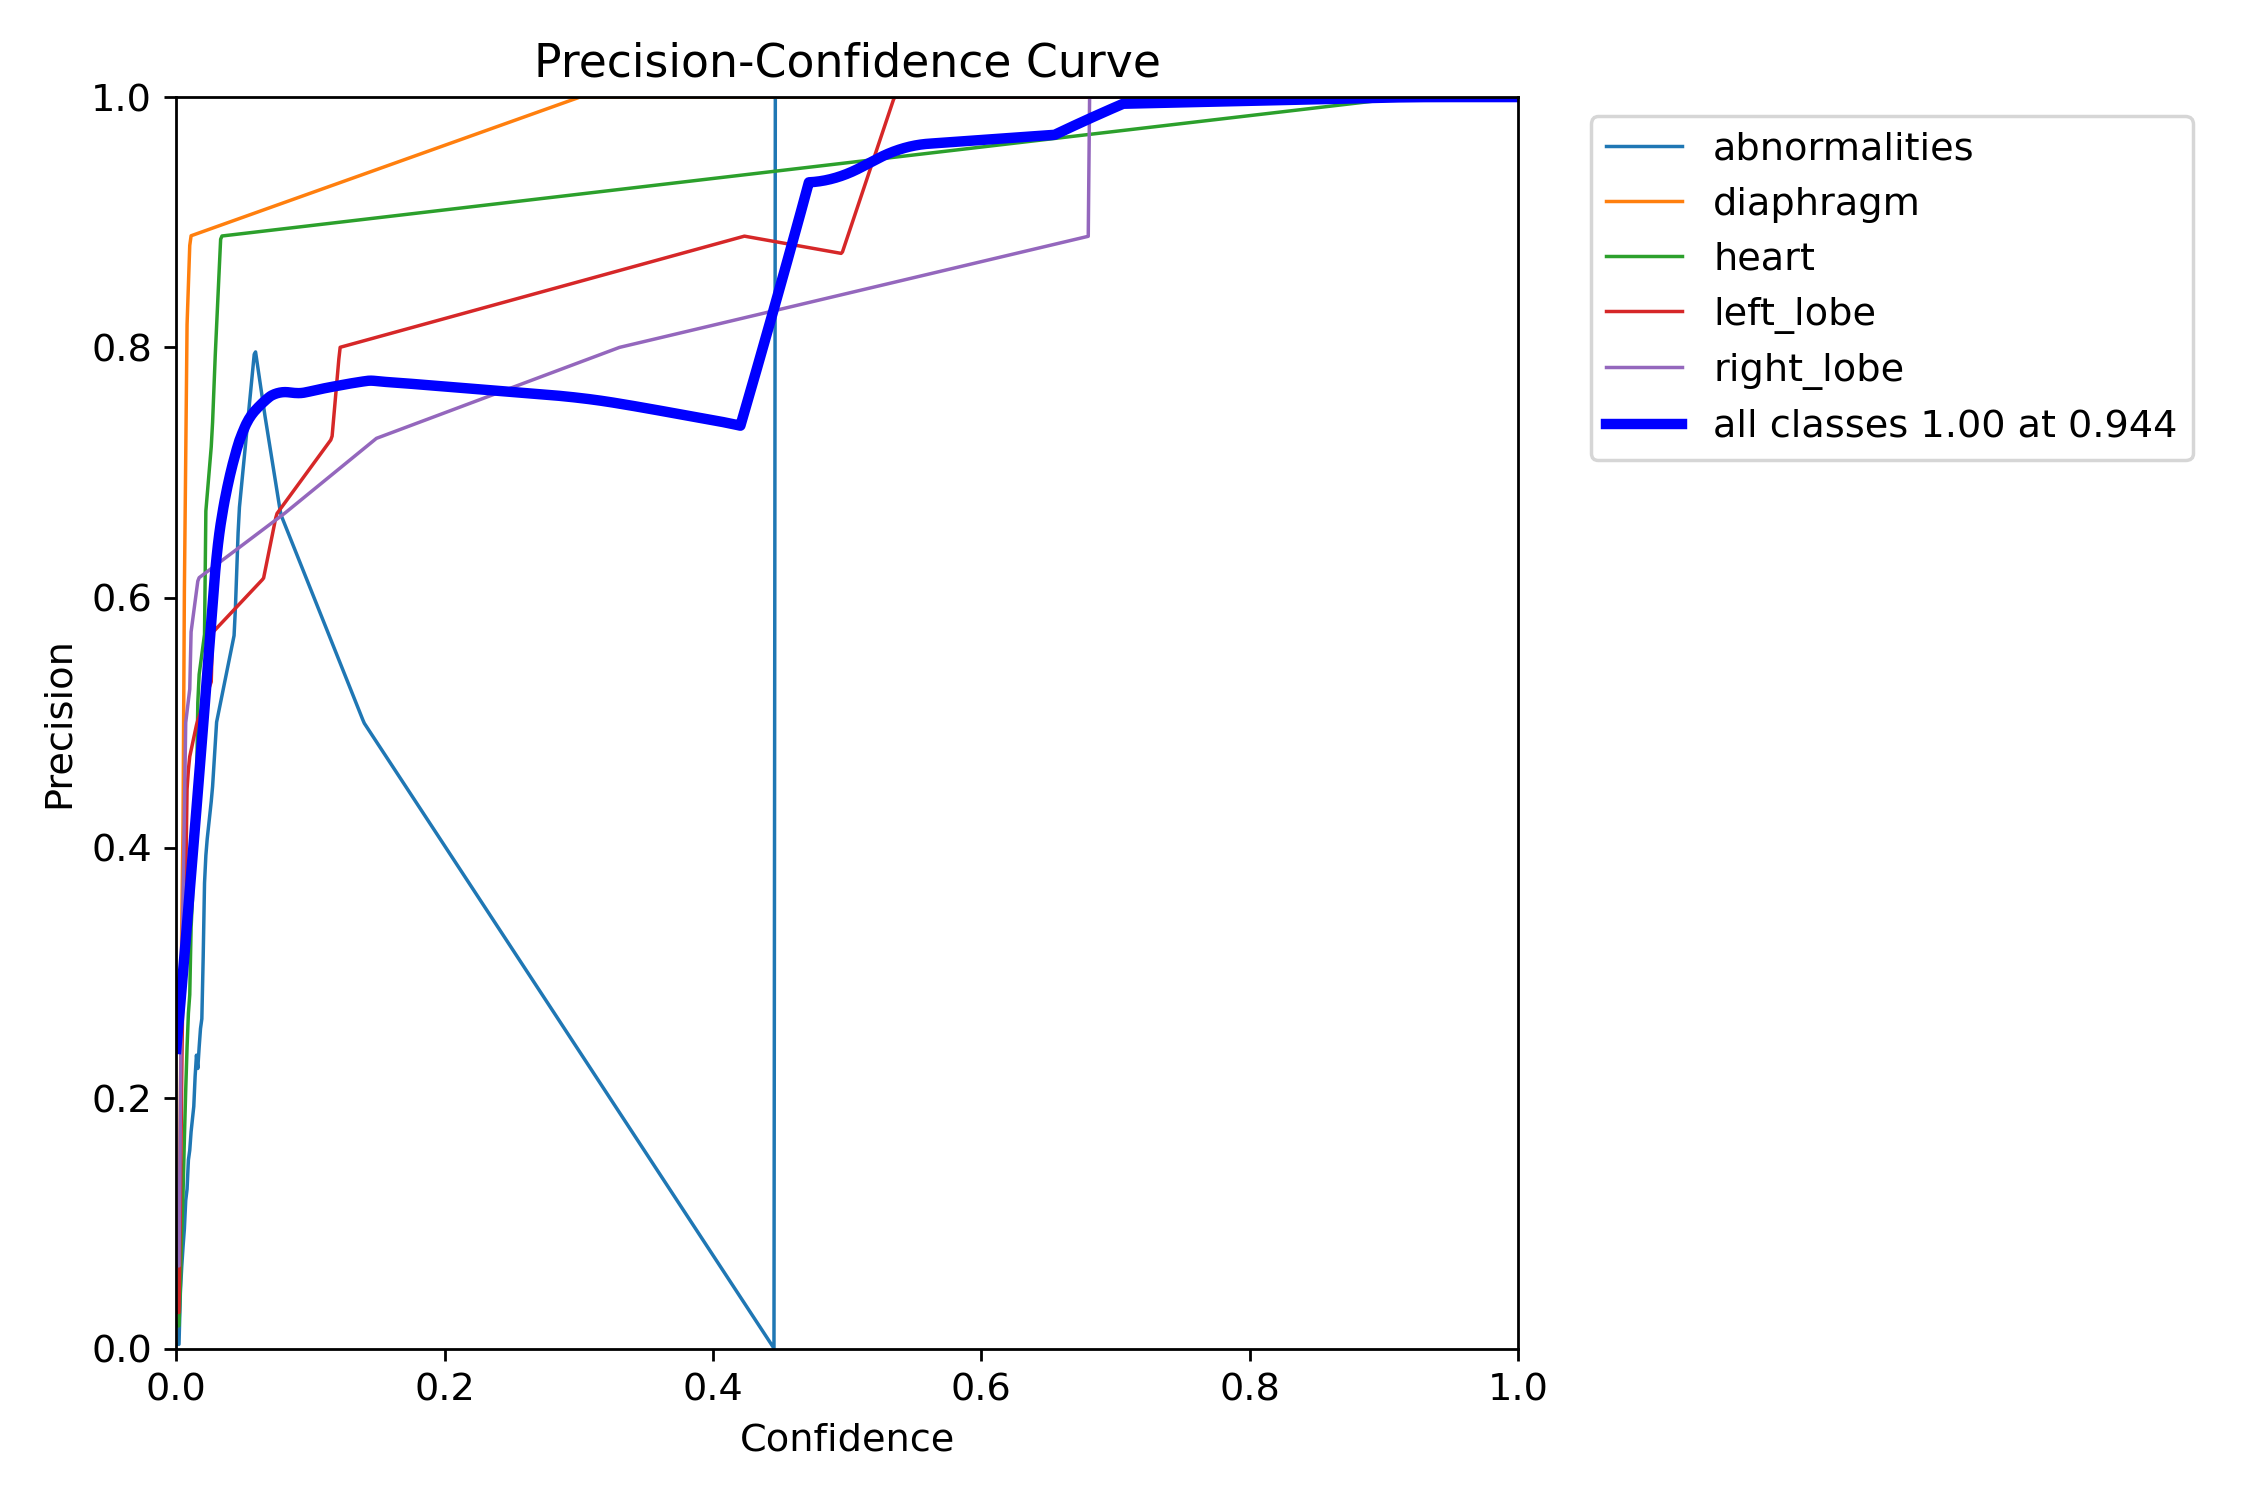 Precision-Confidence Curve
1.0
0.8
0.6
0.4
0.2
0.0
Precision
0.0 0.2 0.4 0.6 0.8 1.0
Confidence
abnormalities
diaphragm
heart
left_lobe
right_lobe
all classes 1.00 at 0.944